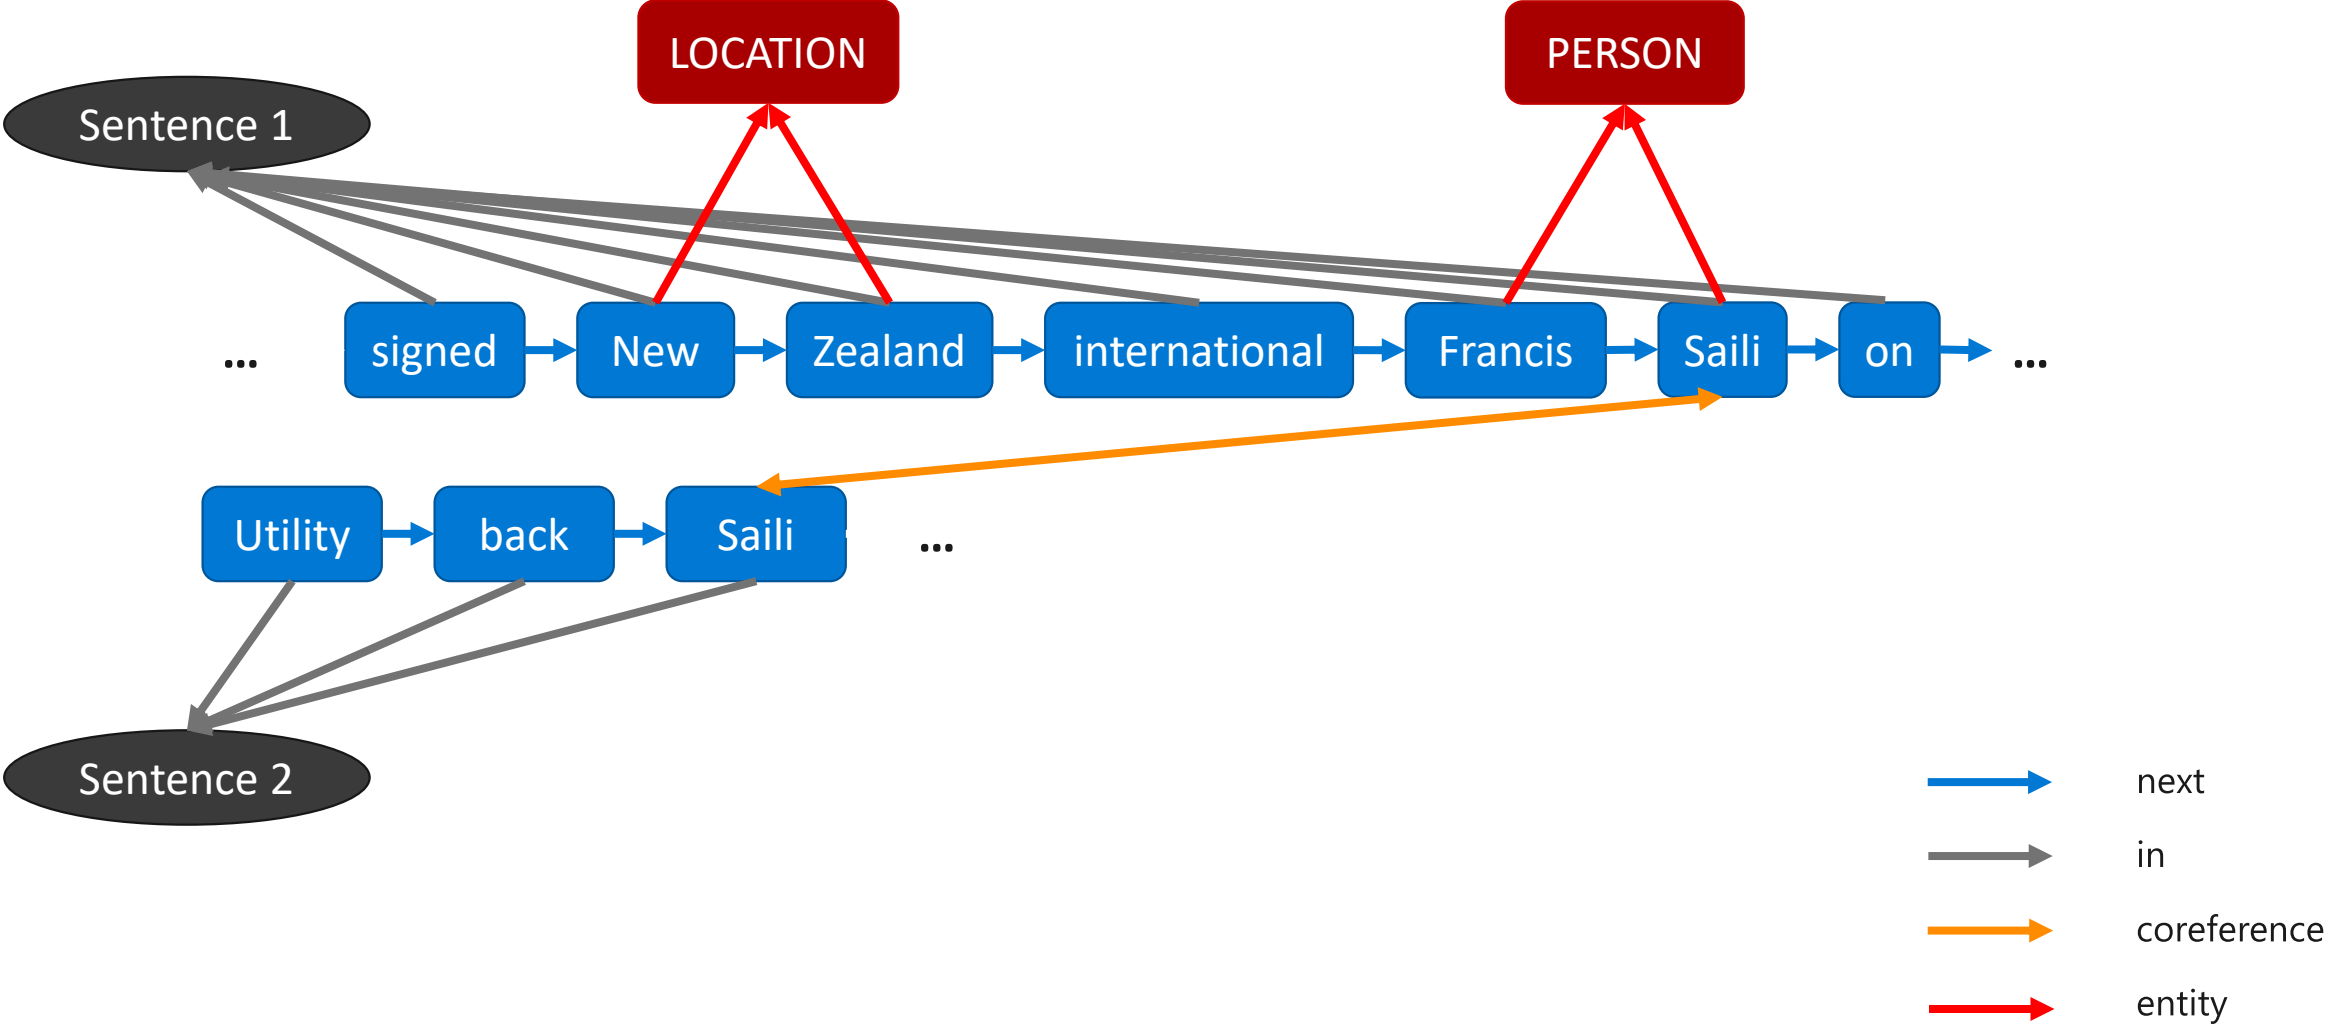 LOCATION
PERSON
Sentence 1
... signed New Zealand international Francis Saili on ...
Utility back Saili ...
Sentence 2
next
in
coreference
entity